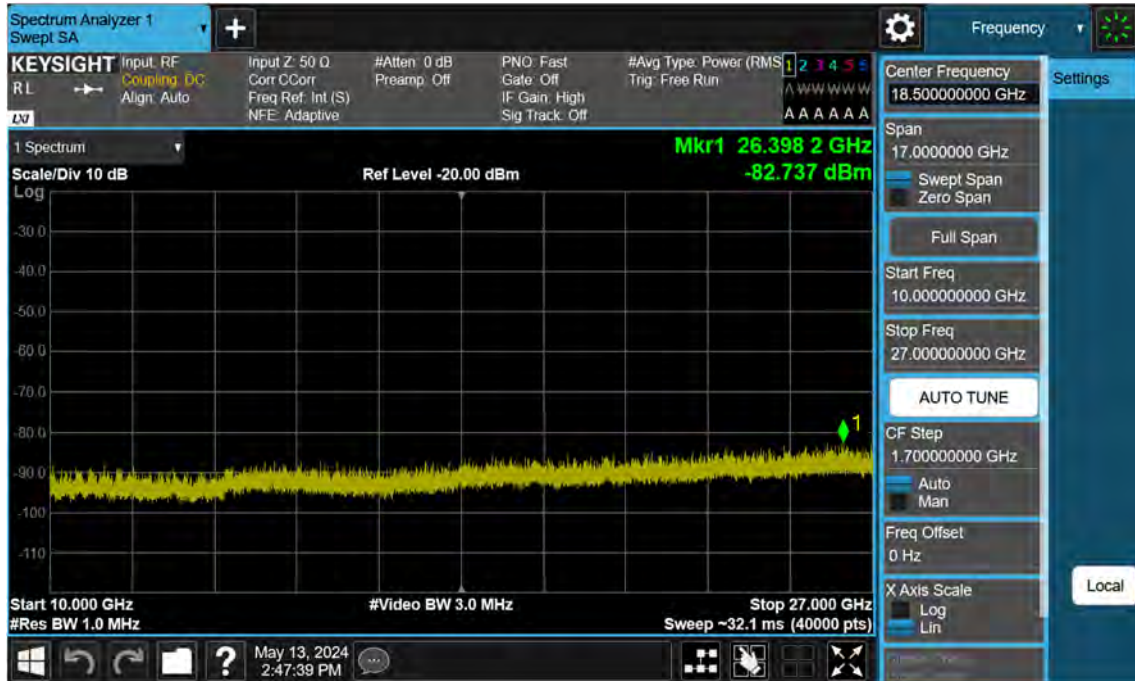 Spectrum Analyzer 1
Swept SA
+
Frequency
KEYSIGHT
RL
LXI
Input: RF
Coupling: DC
Align: Auto
Input Z: 50 Ω
Corr CCorr
Freq Ref: Int (S)
NFE: Adaptive
#Atten: 0 dB
Preamp: Off
PNO: Fast
Gate: Off
IF Gain: High
Sig Track: Off
#Avg Type: Power (RMS
Trig: Free Run
1 2 3 4 5 6
A W W W W W
A A A A A A
1 Spectrum
Scale/Div 10 dB
Log
Ref Level -20.00 dBm
Mkr1 26.398 2 GHz
-82.737 dBm
-30.0
-40.0
-50.0
-60.0
-70.0
-80.0
-90.0
-100
-110
1
Start 10.000 GHz
#Res BW 1.0 MHz
#Video BW 3.0 MHz
Stop 27.000 GHz
Sweep ~32.1 ms (40000 pts)
Center Frequency
18.500000000 GHz
Span
17.0000000 GHz
Swept Span
Zero Span
Full Span
Start Freq
10.000000000 GHz
Stop Freq
27.000000000 GHz
AUTO TUNE
CF Step
1.700000000 GHz
Auto
Man
Freq Offset
0 Hz
X Axis Scale
Log
Lin
Settings
Local
?
May 13, 2024
2:47:39 PM